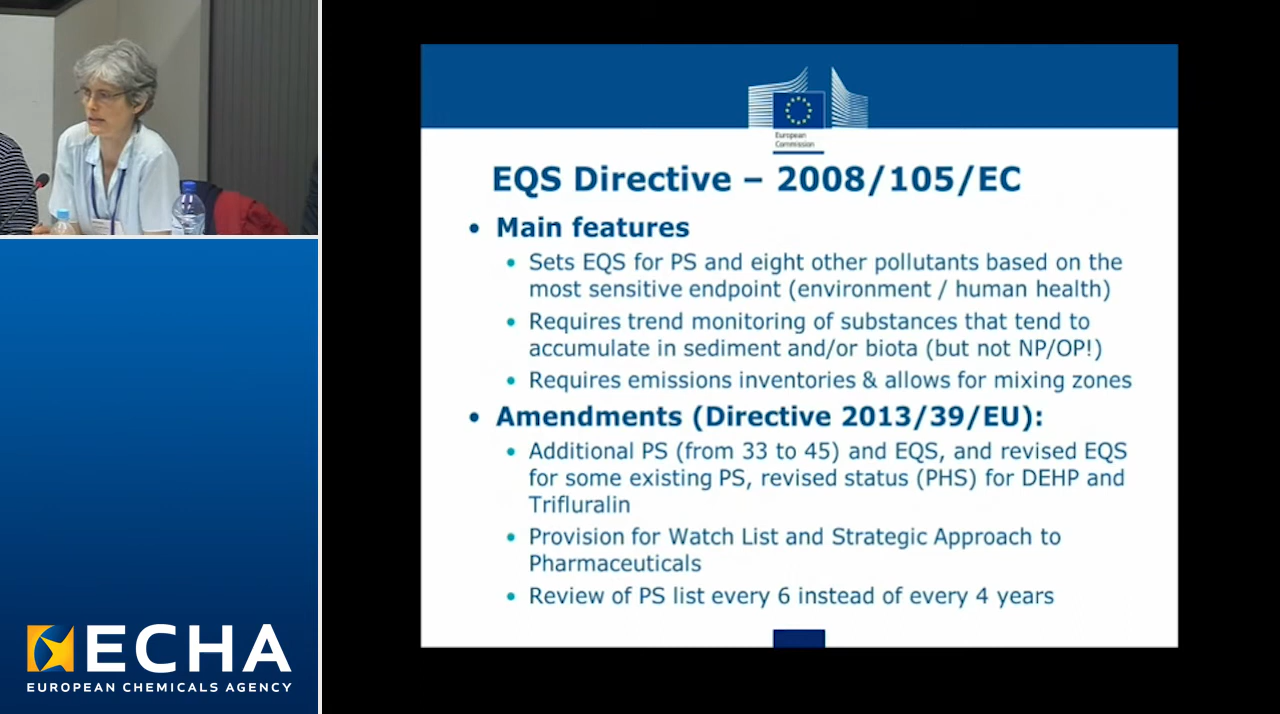 European
Commission
EQS Directive – 2008/105/EC
• Main features
• Sets EQS for PS and eight other pollutants based on the
most sensitive endpoint (environment / human health)
• Requires trend monitoring of substances that tend to
accumulate in sediment and/or biota (but not NP/OP!)
• Requires emissions inventories & allows for mixing zones
• Amendments (Directive 2013/39/EU):
• Additional PS (from 33 to 45) and EQS, and revised EQS
for some existing PS, revised status (PHS) for DEHP and
Trifluralin
• Provision for Watch List and Strategic Approach to
Pharmaceuticals
• Review of PS list every 6 instead of every 4 years
ECHA
EUROPEAN CHEMICALS AGENCY